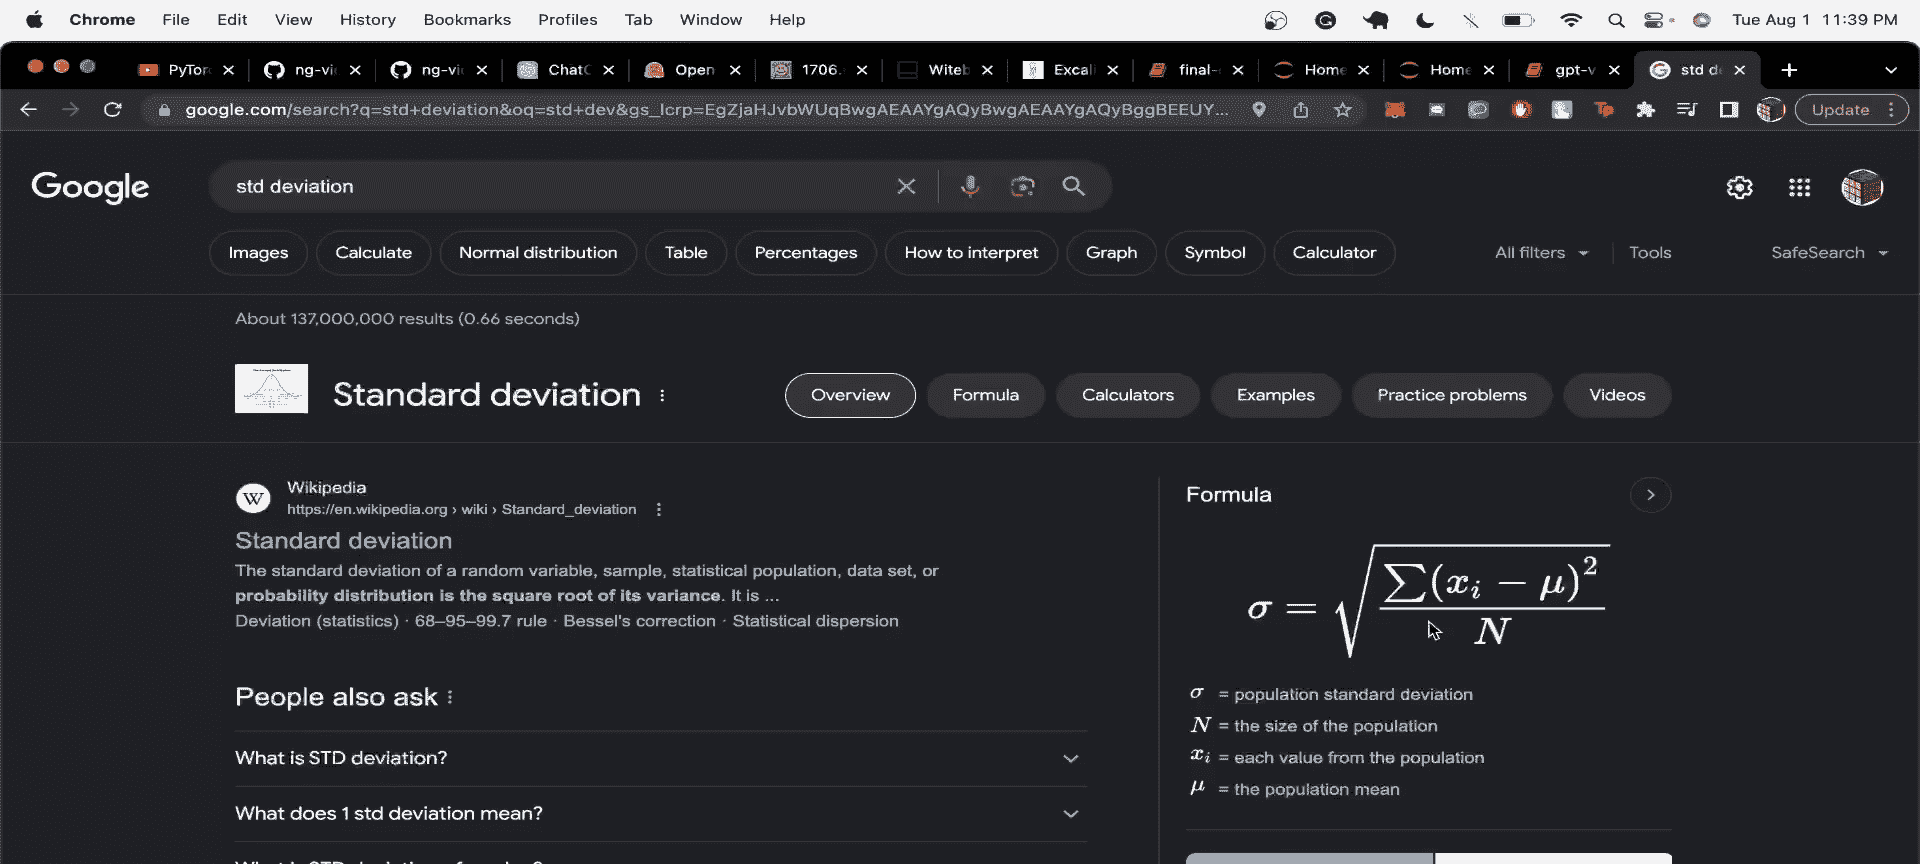 Chrome File Edit View History Bookmarks Profiles Tab Window Help Tue Aug 1 11:39 PM
PyTor ng-vi ng-vi ChatG Open 1706. Witeb Excali final- Home Home gpt-v std d
google.com/search?q=std+deviation&oq=std+dev&gs_lcrp=EgZjaHJvbWUqBwgAEAAYgAQyBwgAEAAYgAQyBggBEEUY... Update
Google std deviation
Images Calculate Normal distribution Table Percentages How to interpret Graph Symbol Calculator All filters Tools SafeSearch
About 137,000,000 results (0.66 seconds)
Standard deviation Overview Formula Calculators Examples Practice problems Videos
W Wikipedia
https://en.wikipedia.org › wiki › Standard_deviation
Standard deviation
The standard deviation of a random variable, sample, statistical population, data set, or
probability distribution is the square root of its variance. It is ...
Deviation (statistics) · 68–95–99.7 rule · Bessel's correction · Statistical dispersion
People also ask
What is STD deviation?
What does 1 std deviation mean?
Formula
σ = √(∑(xᵢ − μ)² / N)
σ = population standard deviation
N = the size of the population
xᵢ = each value from the population
μ = the population mean